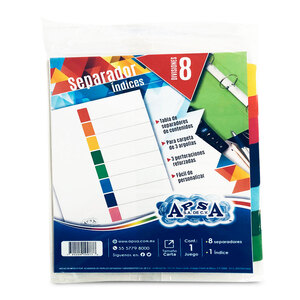 Separador
índices
DIVISIONES
8
• Tabla de
separadores
de contenidos
• Para carpeta
de 3 argollas
• 3 perforaciones
reforzadas
• Fácil de
personalizar
APSA
S.A. DE C.V.
www.apsa.com.mx
55 5779 8000
Síguenos en:
Tamaño
Carta
Cont.
1
Juego
• 8 separadores
• 1 índice